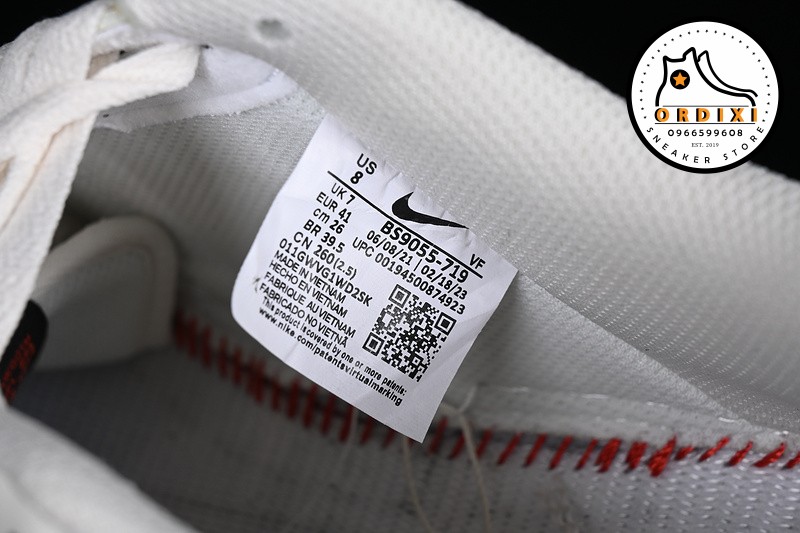 US
8
UK 7
EUR 41
cm 26
BR 39.5
CN 260(2.5)
BS9055-719 VF
06/08/21 | 02/18/23
UPC 00194500874923
011GWVG1WD2SK
MADE IN VIETNAM
HECHO EN VIETNAM
FABRIQUE AU VIETNAM
FABRICADO NO VIETNÃ
This product is covered by one or more patents:
www.nike.com/patentsvirtualmarking
ORDIXI
0966599608
EST. 2019
SNEAKER STORE